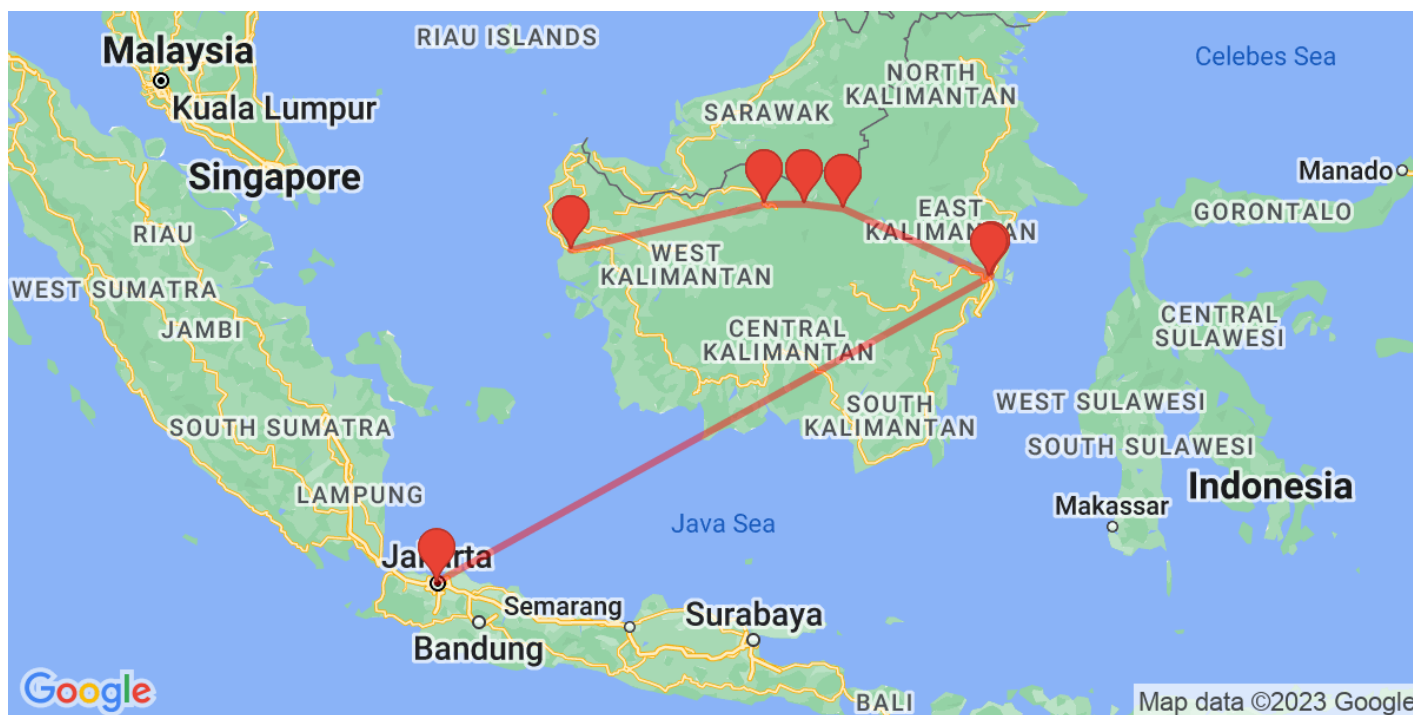 RIAU ISLANDS
Malaysia
Celebes Sea
NORTH
KALIMANTAN
Kuala Lumpur
SARAWAK
Singapore
Manado
GORONTALO
RIAU
EAST
KALIMANTAN
WEST
KALIMANTAN
WEST SUMATRA
JAMBI
CENTRAL
SULAWESI
CENTRAL
KALIMANTAN
SOUTH SUMATRA
SOUTH
KALIMANTAN
WEST SULAWESI
SOUTH SULAWESI
LAMPUNG
Indonesia
Makassar
Java Sea
Jakarta
Semarang
Surabaya
Bandung
BALI
Google
Map data ©2023 Google